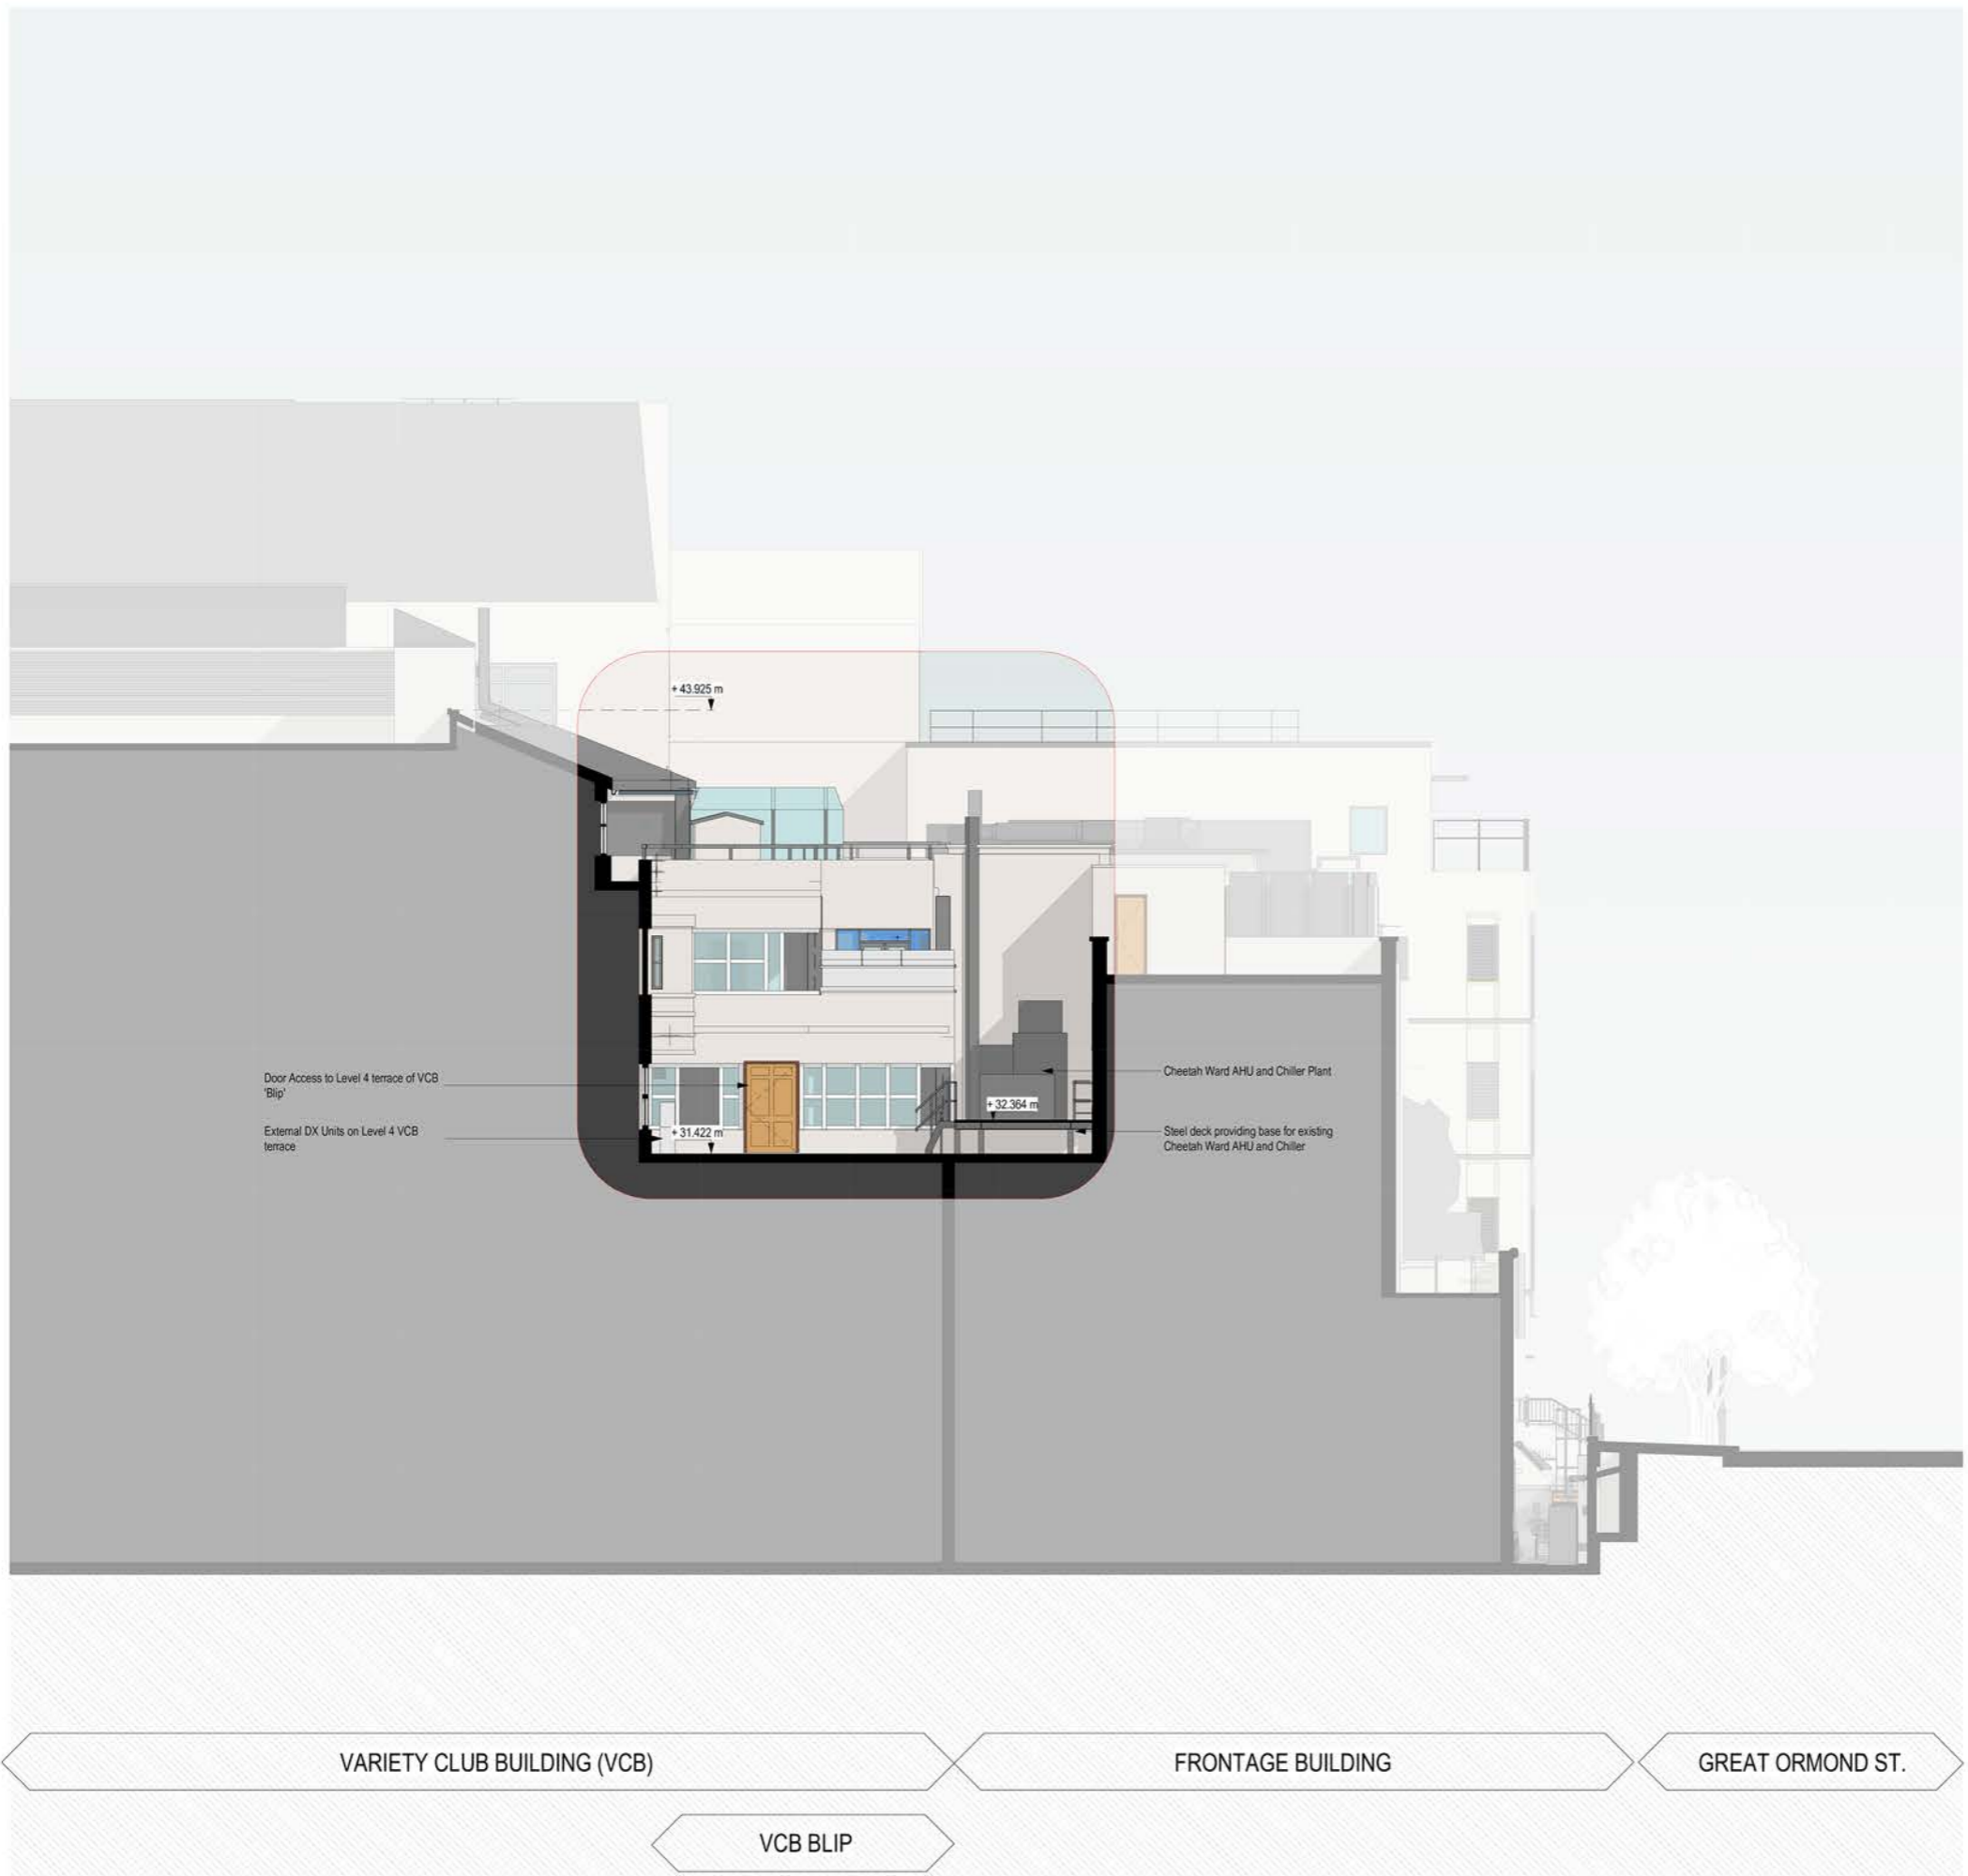 + 43.925 m
Door Access to Level 4 terrace of VCB
'Blip'
External DX Units on Level 4 VCB
terrace
+ 31.422 m
+ 32.364 m
Cheetah Ward AHU and Chiller Plant
Steel deck providing base for existing
Cheetah Ward AHU and Chiller
VARIETY CLUB BUILDING (VCB)
FRONTAGE BUILDING
GREAT ORMOND ST.
VCB BLIP